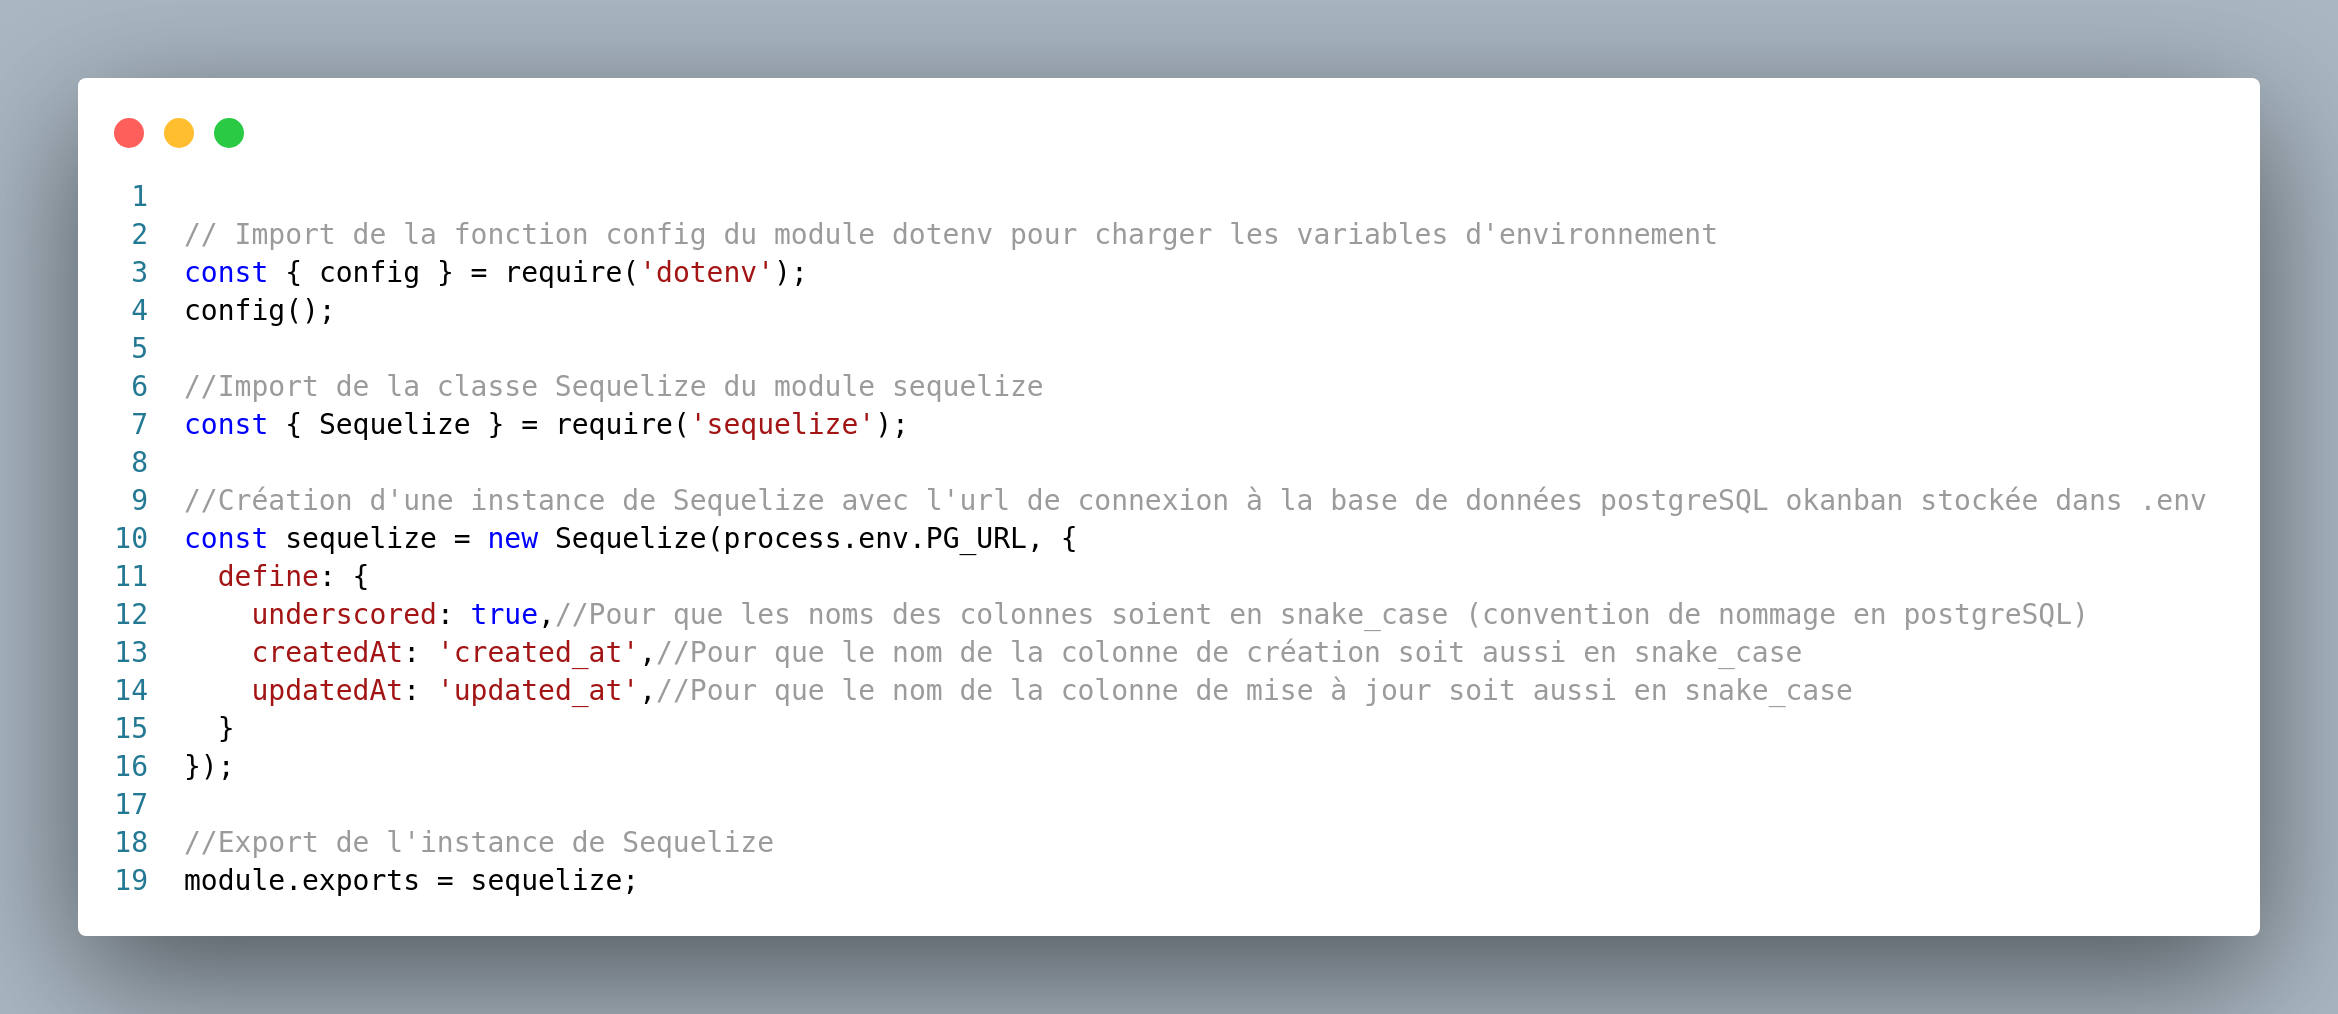 1
2 // Import de la fonction config du module dotenv pour charger les variables d'environnement
3 const { config } = require('dotenv');
4 config();
5
6 //Import de la classe Sequelize du module sequelize
7 const { Sequelize } = require('sequelize');
8
9 //Création d'une instance de Sequelize avec l'url de connexion à la base de données postgreSQL okanban stockée dans .env
10 const sequelize = new Sequelize(process.env.PG_URL, {
11   define: {
12     underscored: true,//Pour que les noms des colonnes soient en snake_case (convention de nommage en postgreSQL)
13     createdAt: 'created_at',//Pour que le nom de la colonne de création soit aussi en snake_case
14     updatedAt: 'updated_at',//Pour que le nom de la colonne de mise à jour soit aussi en snake_case
15   }
16 });
17
18 //Export de l'instance de Sequelize
19 module.exports = sequelize;